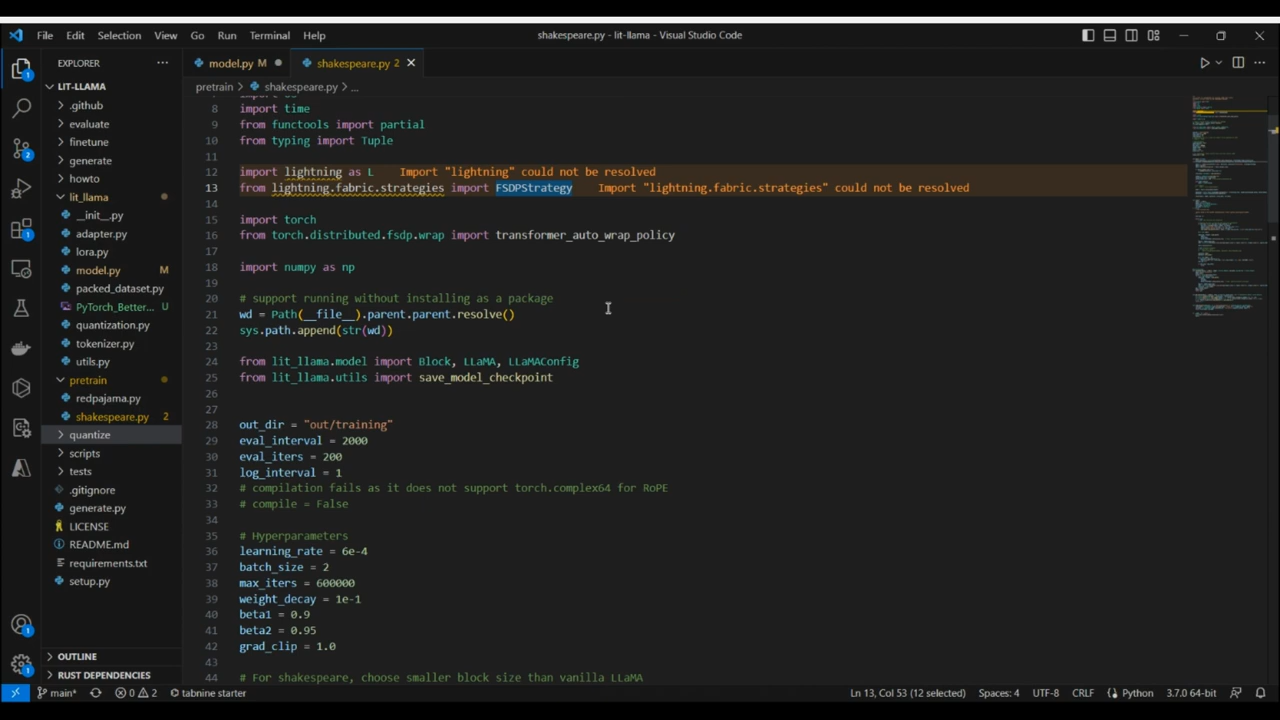 File Edit Selection View Go Run Terminal Help
shakespeare.py - lit-llama - Visual Studio Code
EXPLORER
model.py M
shakespeare.py 2
LIT-LLAMA
.github
evaluate
finetune
generate
howto
lit_llama
__init__.py
adapter.py
lora.py
model.py M
packed_dataset.py
PyTorch_Better... U
quantization.py
tokenizer.py
utils.py
pretrain
redpajama.py
shakespeare.py 2
quantize
scripts
tests
.gitignore
generate.py
LICENSE
README.md
requirements.txt
setup.py
OUTLINE
RUST DEPENDENCIES
pretrain > shakespeare.py > ...
8 import time
9 from functools import partial
10 from typing import Tuple
11
12 import lightning as L Import "lightning" could not be resolved
13 from lightning.fabric.strategies import FSDPStrategy Import "lightning.fabric.strategies" could not be resolved
14
15 import torch
16 from torch.distributed.fsdp.wrap import transformer_auto_wrap_policy
17
18 import numpy as np
19
20 # support running without installing as a package
21 wd = Path(__file__).parent.parent.resolve()
22 sys.path.append(str(wd))
23
24 from lit_llama.model import Block, LLaMA, LLaMAConfig
25 from lit_llama.utils import save_model_checkpoint
26
27
28 out_dir = "out/training"
29 eval_interval = 2000
30 eval_iters = 200
31 log_interval = 1
32 # compilation fails as it does not support torch.complex64 for RoPE
33 # compile = False
34
35 # Hyperparameters
36 learning_rate = 6e-4
37 batch_size = 2
38 max_iters = 600000
39 weight_decay = 1e-1
40 beta1 = 0.9
41 beta2 = 0.95
42 grad_clip = 1.0
43
44 # For shakespeare, choose smaller block size than vanilla LLaMA
main* 0 2 tabnine starter
Ln 13, Col 53 (12 selected) Spaces: 4 UTF-8 CRLF Python 3.7.0 64-bit